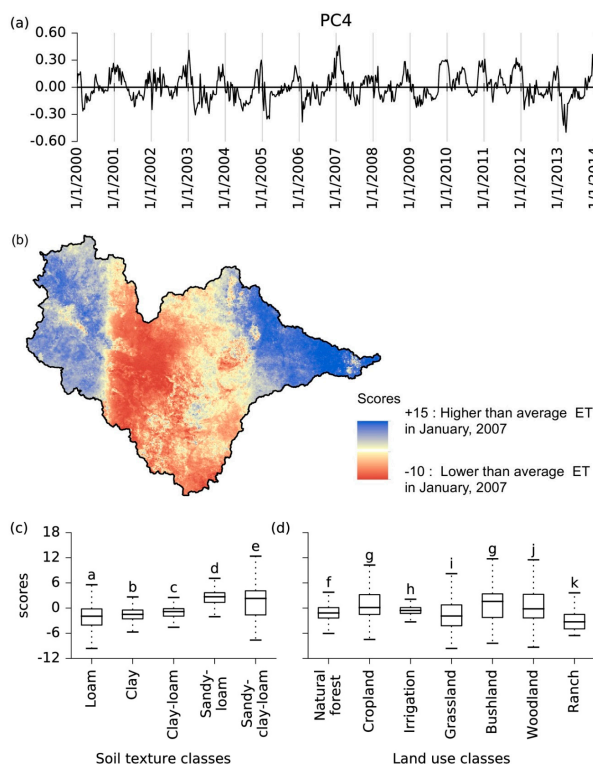 PC4
(a)
0.60
0.30
0.00
-0.30
-0.60
1/1/2000
1/1/2001
1/1/2002
1/1/2003
1/1/2004
1/1/2005
1/1/2006
1/1/2007
1/1/2008
1/1/2009
1/1/2010
1/1/2011
1/1/2012
1/1/2013
1/1/2014
(b)
Scores
+15 : Higher than average ET
in January, 2007
-10 : Lower than average ET
in January, 2007
(c)
scores
18
12
6
0
-6
-12
a
b
c
d
e
Loam
Clay
Clay-loam
Sandy-
loam
Sandy-
clay-loam
Soil texture classes
(d)
f
g
h
i
g
j
k
Natural
forest
Cropland
Irrigation
Grassland
Bushland
Woodland
Ranch
Land use classes